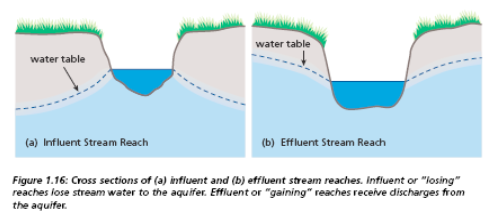 water table
water table
(a) Influent Stream Reach
(b) Effluent Stream Reach
Figure 1.16: Cross sections of (a) influent and (b) effluent stream reaches. Influent or "losing"
reaches lose stream water to the aquifer. Effluent or "gaining" reaches receive discharges from
the aquifer.